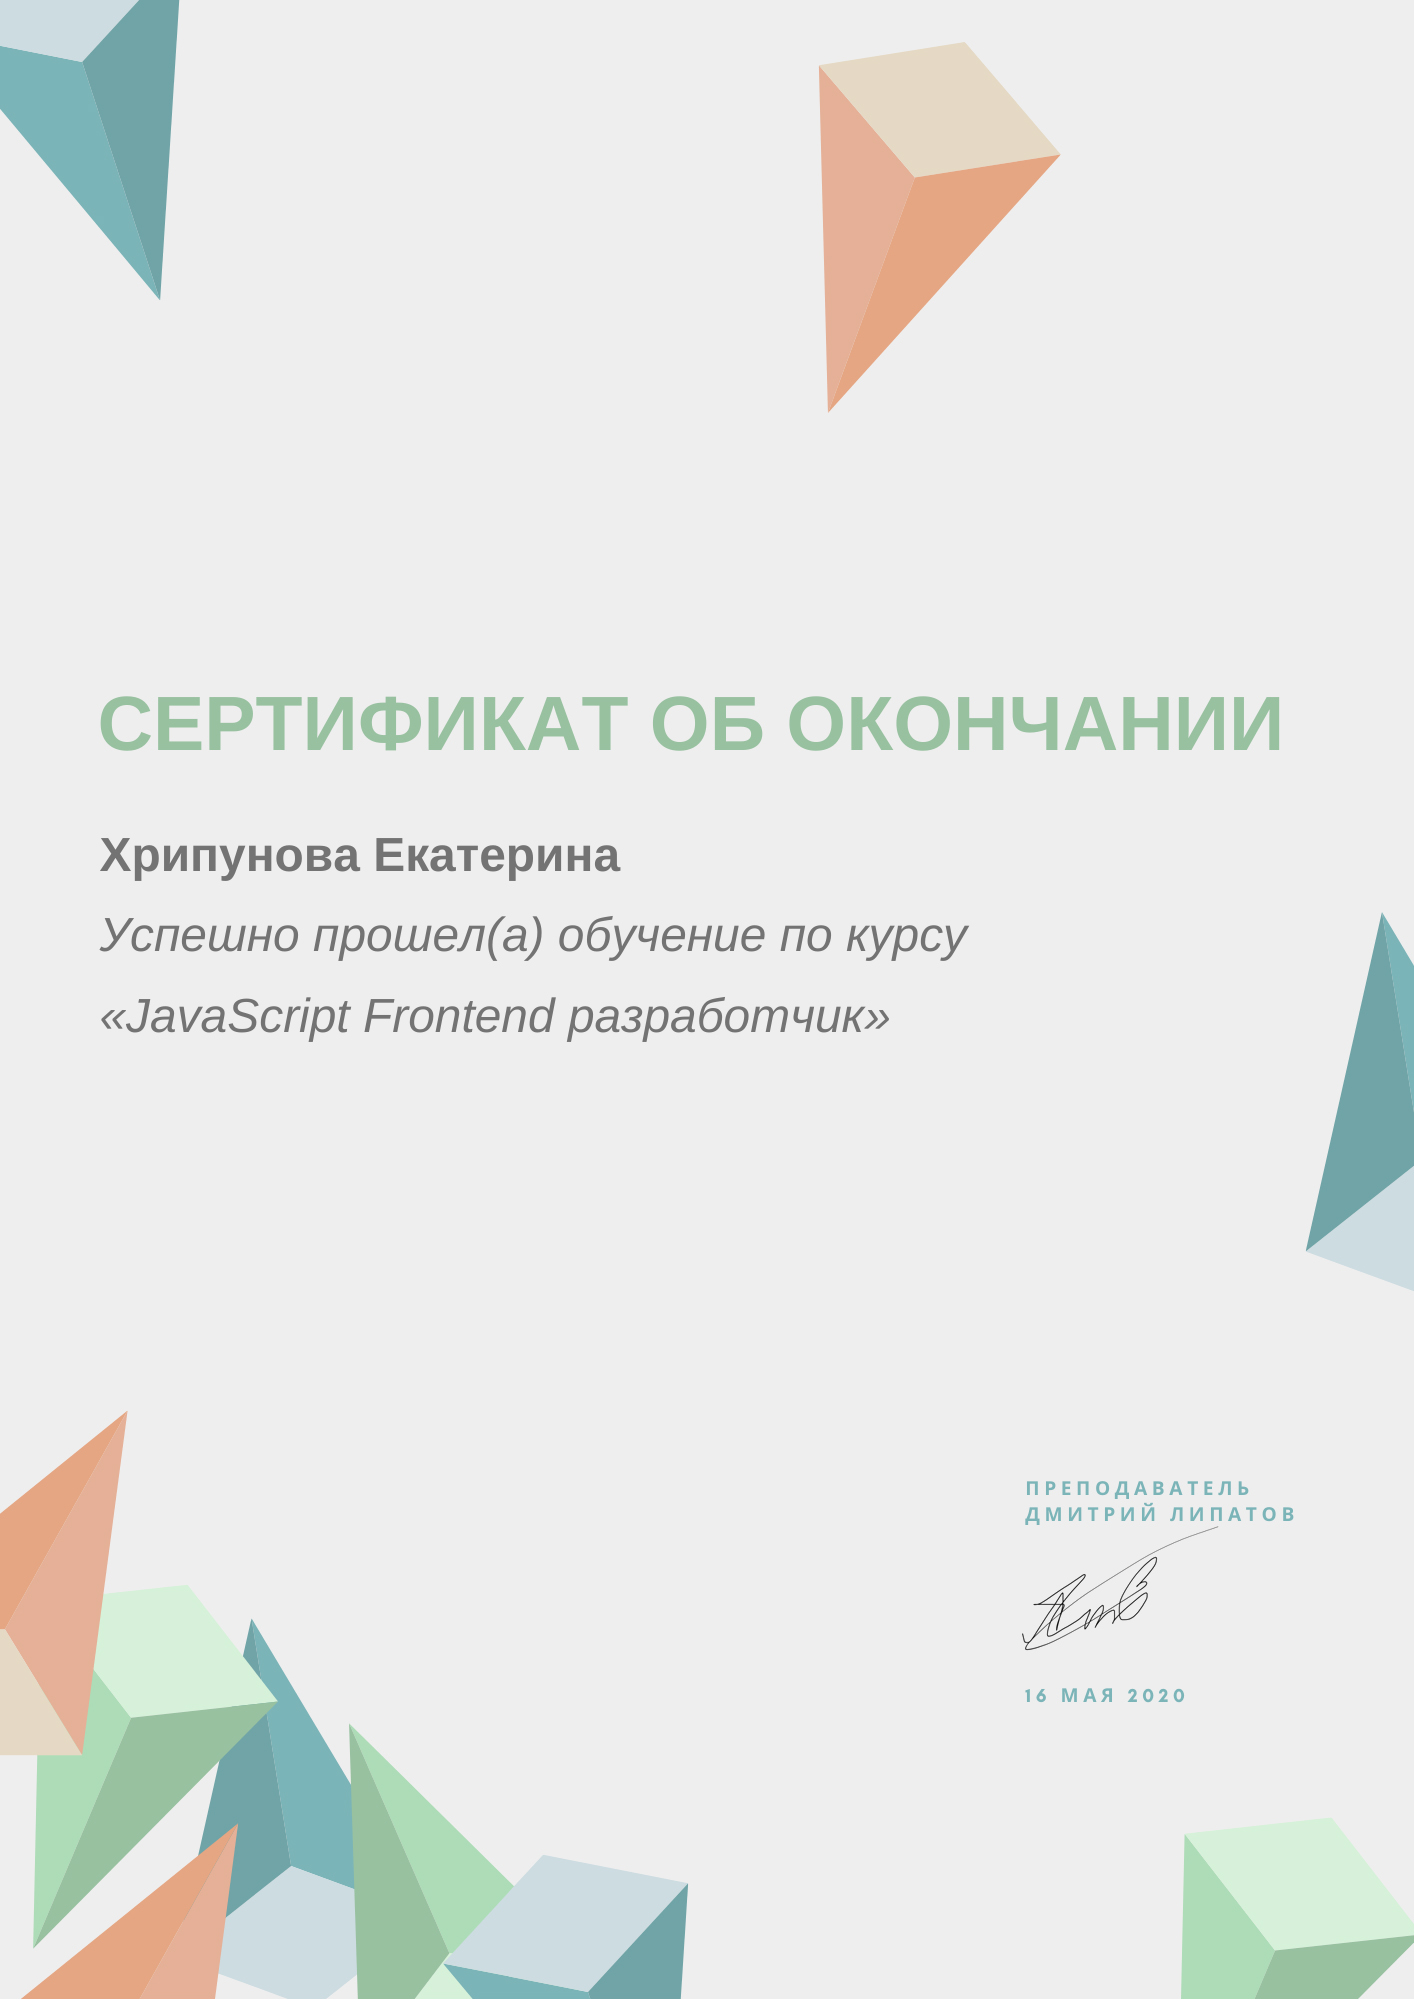 СЕРТИФИКАТ ОБ ОКОНЧАНИИ
Хрипунова Екатерина
Успешно прошел(а) обучение по курсу
«JavaScript Frontend разработчик»
ПРЕПОДАВАТЕЛЬ
ДМИТРИЙ ЛИПАТОВ
16 МАЯ 2020